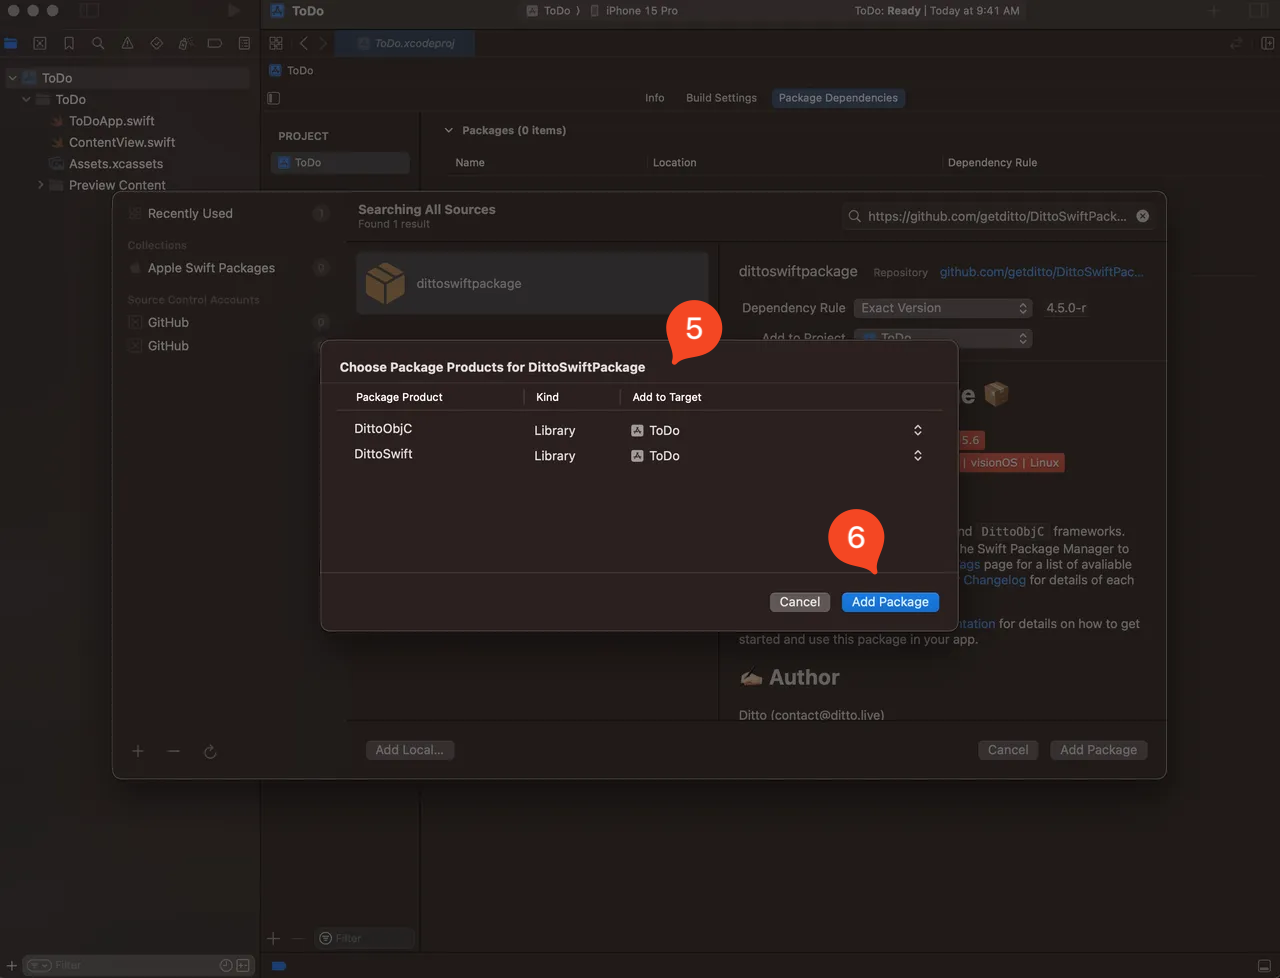 ToDo
ToDo 〉 iPhone 15 Pro
ToDo: Ready | Today at 9:41 AM
ToDo.xcodeproj
ToDo
ToDo
ToDoApp.swift
ContentView.swift
Assets.xcassets
Preview Content
ToDo
Info
Build Settings
Package Dependencies
PROJECT
ToDo
Packages (0 items)
Name
Location
Dependency Rule
Recently Used
1
Collections
Apple Swift Packages
0
Source Control Accounts
GitHub
0
GitHub
Searching All Sources
Found 1 result
https://github.com/getditto/DittoSwiftPack...
dittoswiftpackage
dittoswiftpackage
Repository
github.com/getditto/DittoSwiftPac...
Dependency Rule
Exact Version
4.5.0-r
Add to Project
ToDo
5
Choose Package Products for DittoSwiftPackage
Package Product
Kind
Add to Target
DittoObjC
Library
ToDo
DittoSwift
Library
ToDo
6
Cancel
Add Package
e
5.6
| visionOS | Linux
nd DittoObjC frameworks.
he Swift Package Manager to
ags page for a list of avaliable
Changelog for details of each
ntation for details on how to get
started and use this package in your app.
Author
Ditto (contact@ditto.live)
Add Local...
Cancel
Add Package
Filter
Filter